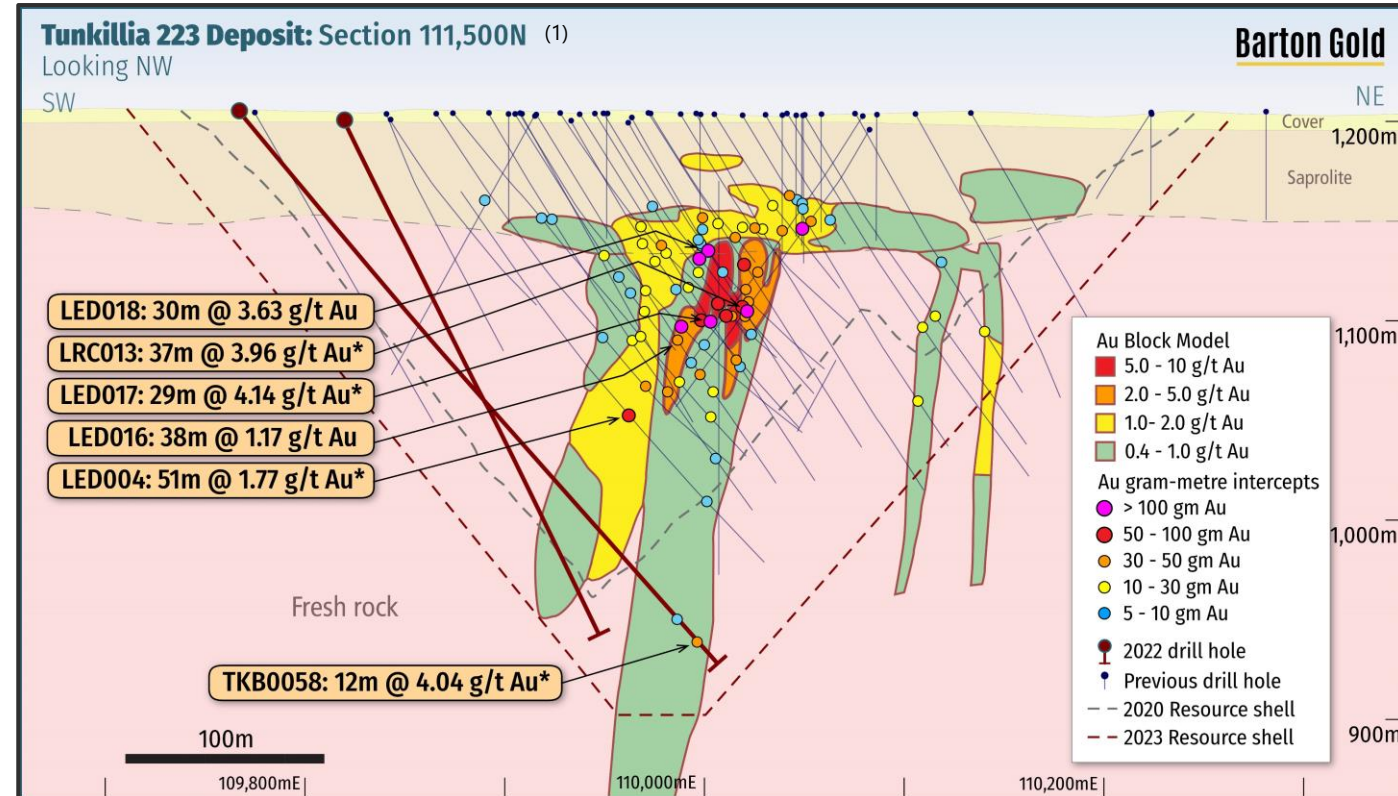 Tunkillia 223 Deposit: Section 111,500N (1)
Looking NW
Barton Gold
SW
NE
Cover
1,200m
Saprolite
LED018: 30m @ 3.63 g/t Au
LRC013: 37m @ 3.96 g/t Au*
LED017: 29m @ 4.14 g/t Au*
LED016: 38m @ 1.17 g/t Au
LED004: 51m @ 1.77 g/t Au*
1,100m
Au Block Model
5.0 - 10 g/t Au
2.0 - 5.0 g/t Au
1.0- 2.0 g/t Au
0.4 - 1.0 g/t Au
Au gram-metre intercepts
> 100 gm Au
50 - 100 gm Au
30 - 50 gm Au
10 - 30 gm Au
5 - 10 gm Au
2022 drill hole
Previous drill hole
2020 Resource shell
2023 Resource shell
1,000m
Fresh rock
TKB0058: 12m @ 4.04 g/t Au*
900m
100m
109,800mE
110,000mE
110,200mE